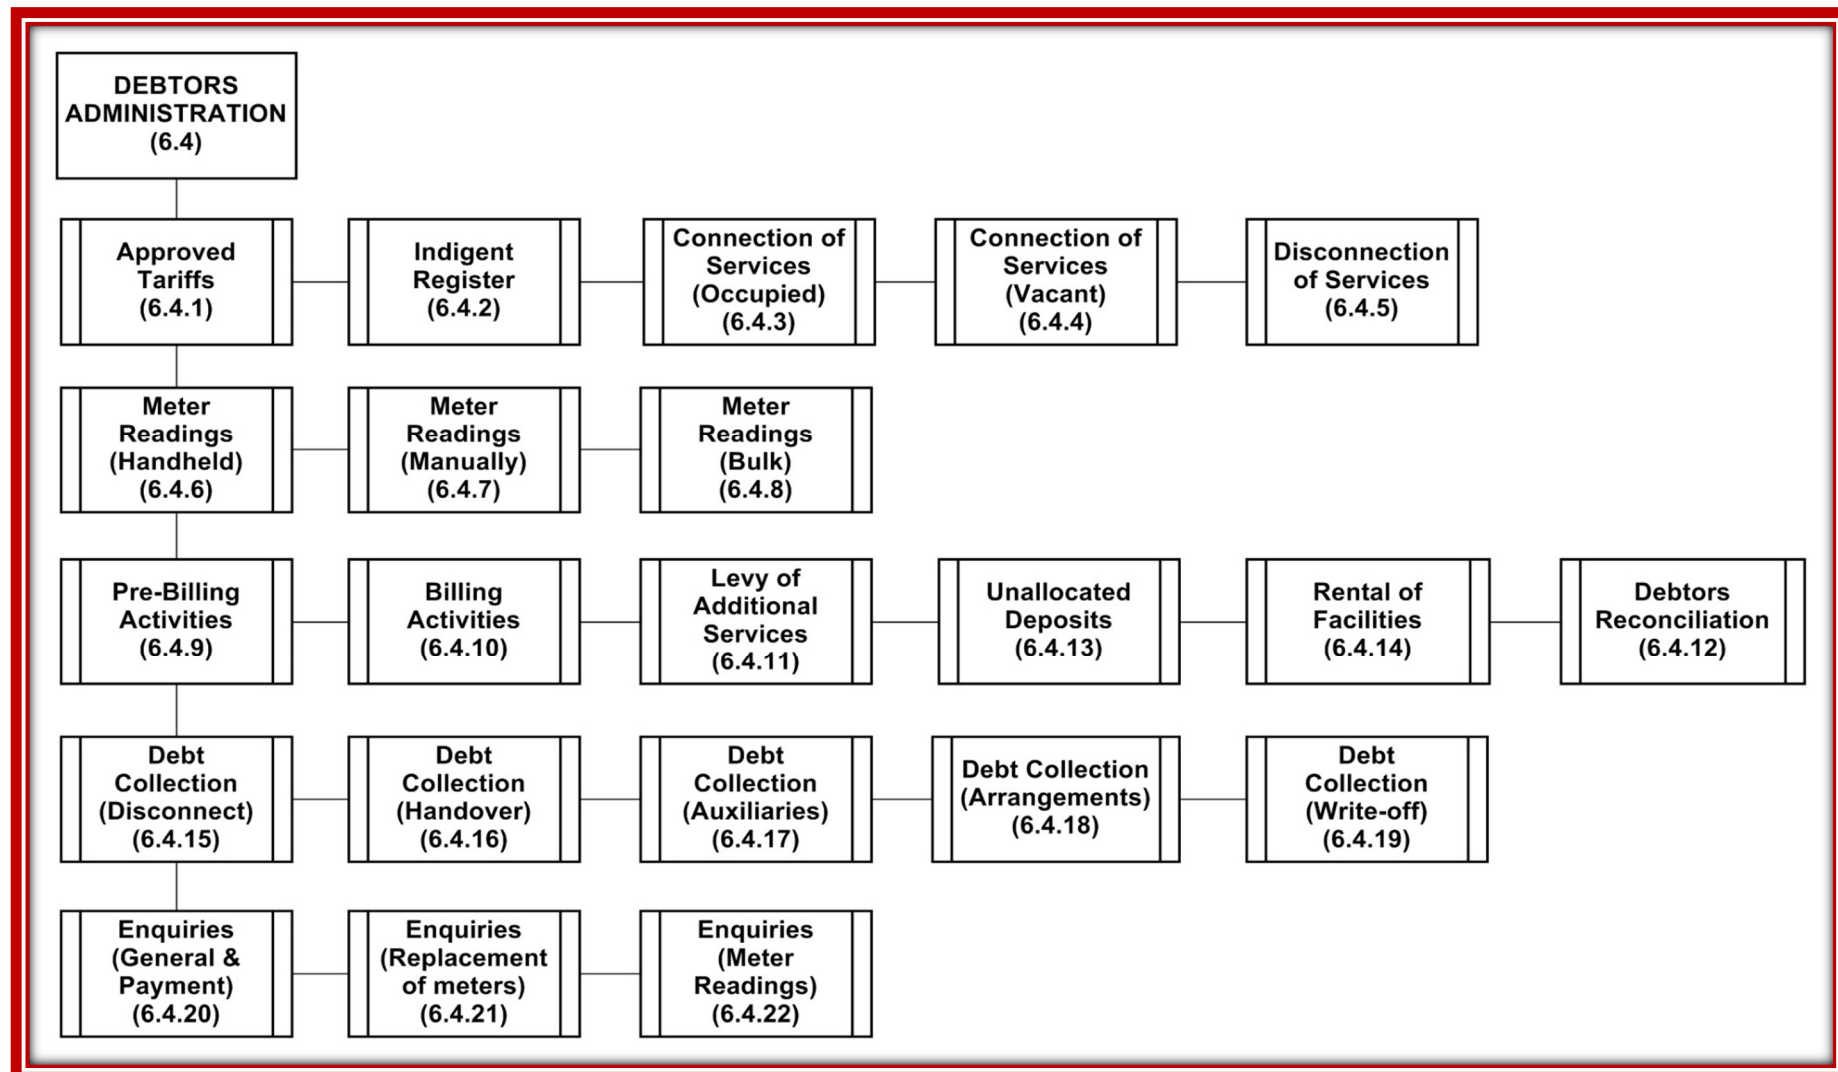 DEBTORS
ADMINISTRATION
(6.4)
Approved
Tariffs
(6.4.1)
Indigent
Register
(6.4.2)
Connection of
Services
(Occupied)
(6.4.3)
Connection of
Services
(Vacant)
(6.4.4)
Disconnection
of Services
(6.4.5)
Meter
Readings
(Handheld)
(6.4.6)
Meter
Readings
(Manually)
(6.4.7)
Meter
Readings
(Bulk)
(6.4.8)
Pre-Billing
Activities
(6.4.9)
Billing
Activities
(6.4.10)
Levy of
Additional
Services
(6.4.11)
Unallocated
Deposits
(6.4.13)
Rental of
Facilities
(6.4.14)
Debtors
Reconciliation
(6.4.12)
Debt
Collection
(Disconnect)
(6.4.15)
Debt
Collection
(Handover)
(6.4.16)
Debt
Collection
(Auxiliaries)
(6.4.17)
Debt Collection
(Arrangements)
(6.4.18)
Debt
Collection
(Write-off)
(6.4.19)
Enquiries
(General &
Payment)
(6.4.20)
Enquiries
(Replacement
of meters)
(6.4.21)
Enquiries
(Meter
Readings)
(6.4.22)